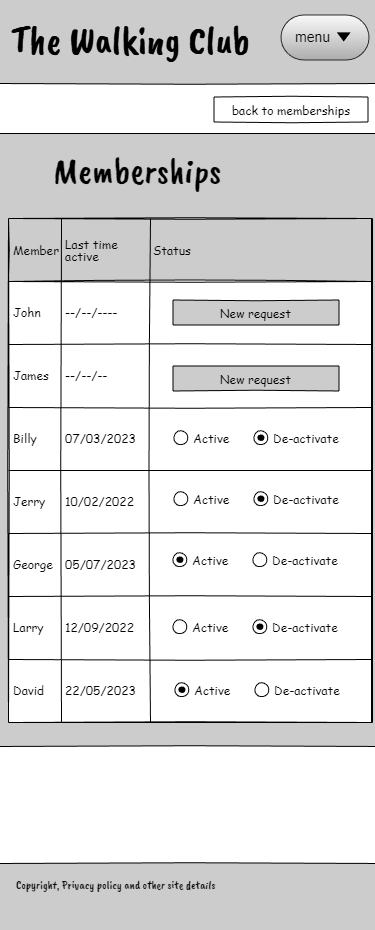 The Walking Club
menu
back to memberships
Memberships
Member Last time active Status
John --/--/---- New request
James --/--/-- New request
Billy 07/03/2023 Active De-activate
Jerry 10/02/2022 Active De-activate
George 05/07/2023 Active De-activate
Larry 12/09/2022 Active De-activate
David 22/05/2023 Active De-activate
Copyright, Privacy policy and other site details